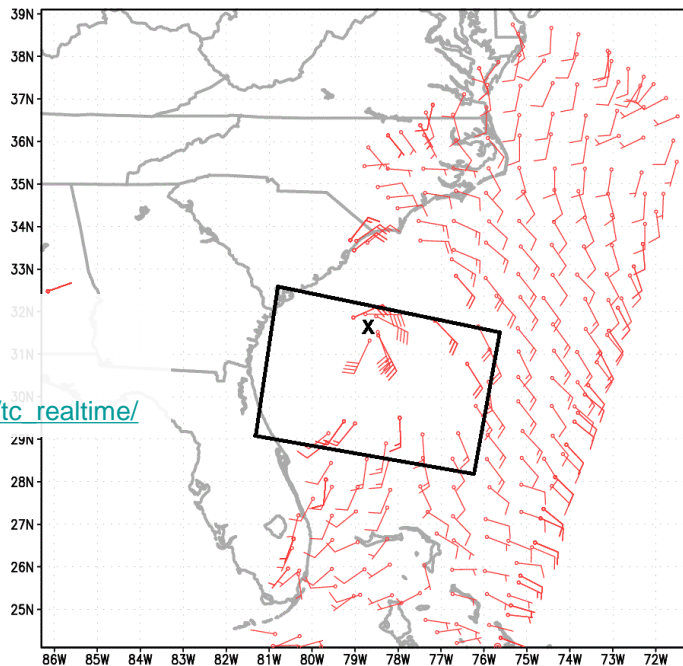 39N
38N
37N
36N
35N
34N
33N
32N
31N
30N
29N
28N
27N
26N
25N
x
/tc_realtime/
86W 85W 84W 83W 82W 81W 80W 79W 78W 77W 76W 75W 74W 73W 72W